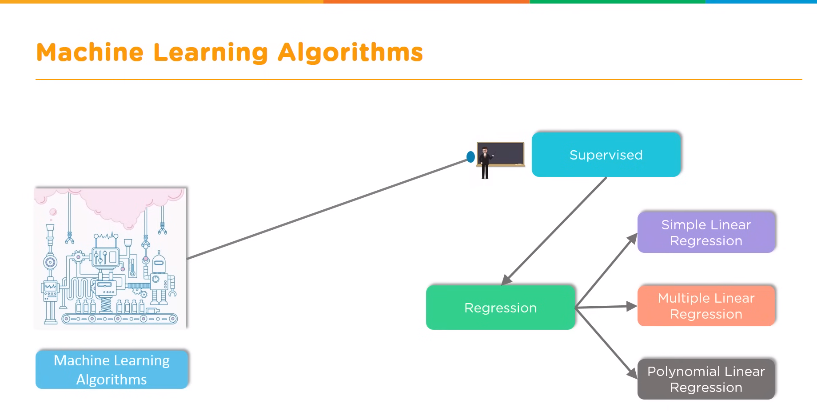 Machine Learning Algorithms
Supervised
Simple Linear
Regression
Regression
Multiple Linear
Regression
Polynomial Linear
Regression
Machine Learning
Algorithms